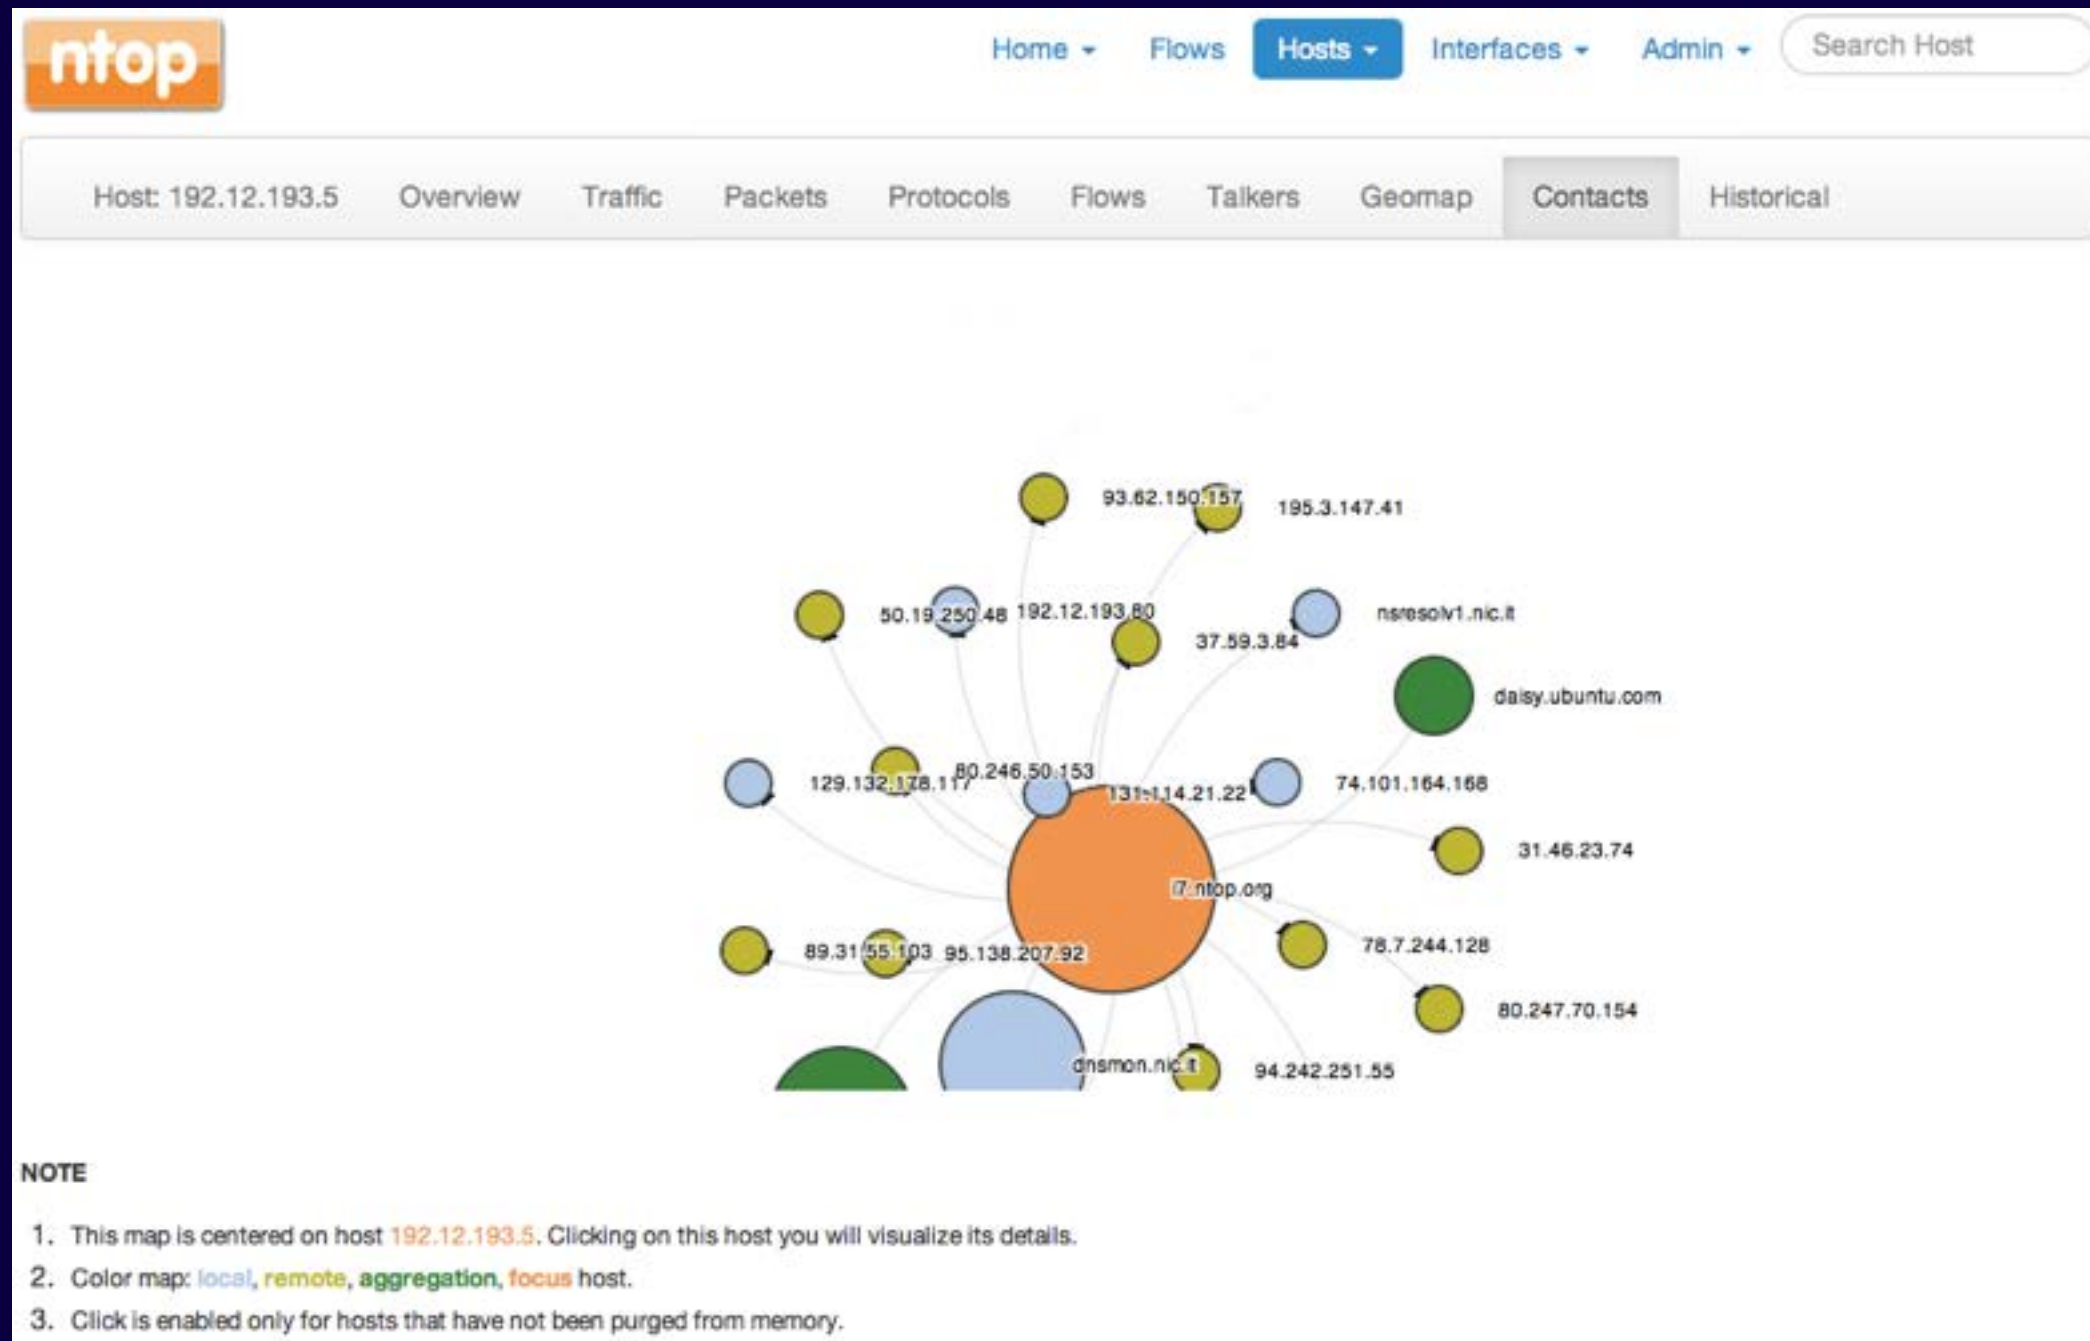 ntop
Home Flows Hosts Interfaces Admin Search Host
Host: 192.12.193.5 Overview Traffic Packets Protocols Flows Talkers Geomap Contacts Historical
93.62.150.157
195.3.147.41
50.19.250.48
192.12.193.80
nsresolv1.nic.it
37.59.3.84
daisy.ubuntu.com
129.132.178.117
80.246.50.153
131.114.21.22
74.101.164.168
31.46.23.74
i7.ntop.org
89.31.55.103
95.138.207.92
78.7.244.128
80.247.70.154
dnsmon.nic.it
94.242.251.55
NOTE
1. This map is centered on host 192.12.193.5. Clicking on this host you will visualize its details.
2. Color map: local, remote, aggregation, focus host.
3. Click is enabled only for hosts that have not been purged from memory.